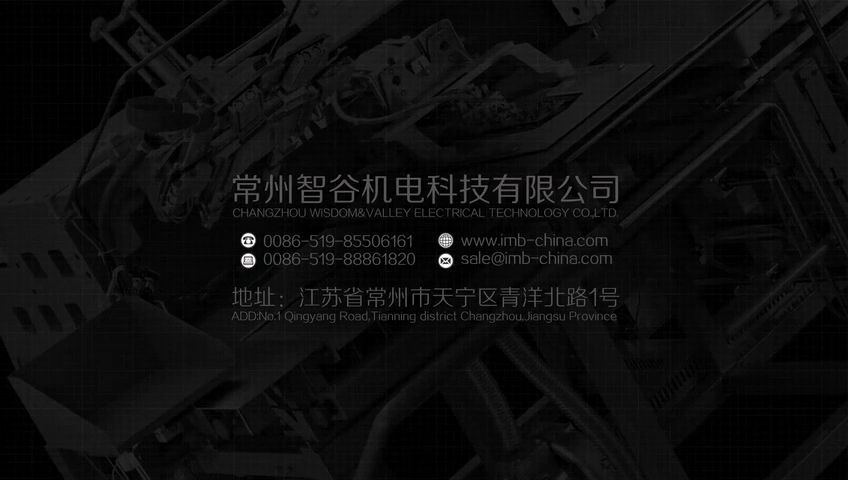 常州智谷机电科技有限公司
CHANGZHOU WISDOM&VALLEY ELECTRICAL TECHNOLOGY CO.,LTD.
0086-519-85506161 www.imb-china.com
0086-519-88861820 sale@imb-china.com
地址：江苏省常州市天宁区青洋北路1号
ADD:No.1 Qingyang Road,Tianning district Changzhou,Jiangsu Province